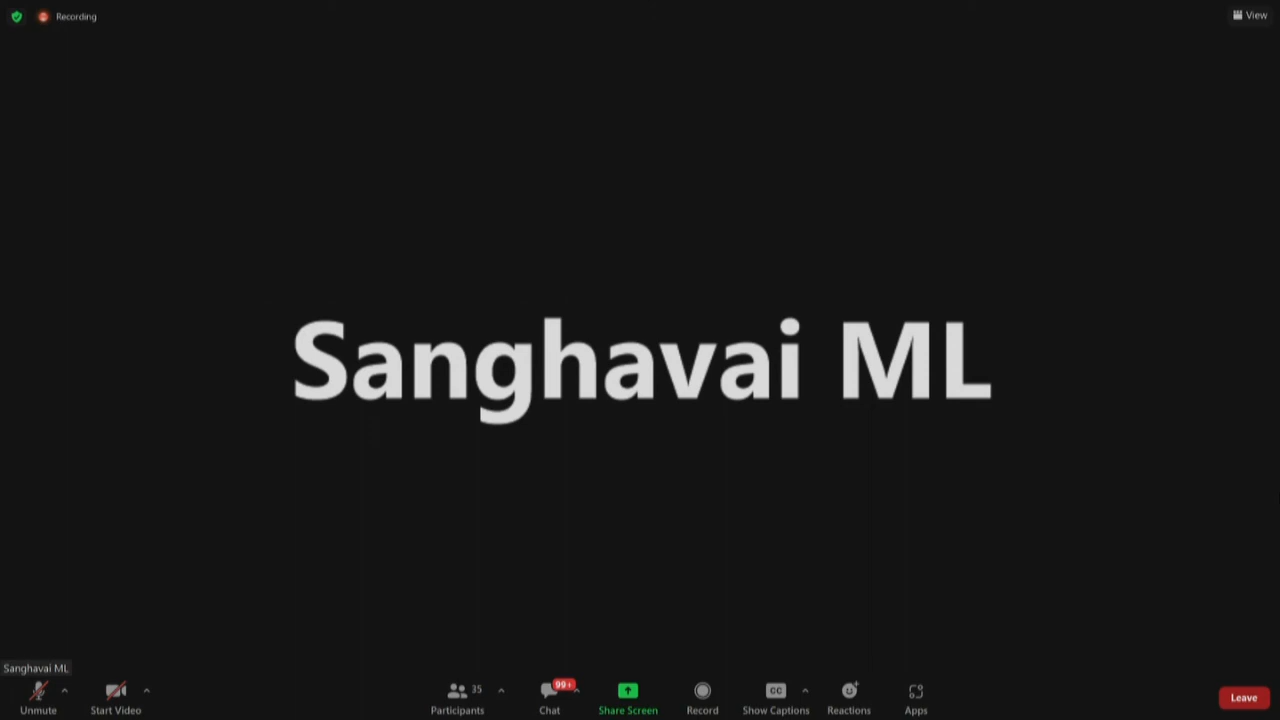 Recording
View
Sanghavai ML
Sanghavai ML
35
99+
CC
Unmute
Start Video
Participants
Chat
Share Screen
Record
Show Captions
Reactions
Apps
Leave